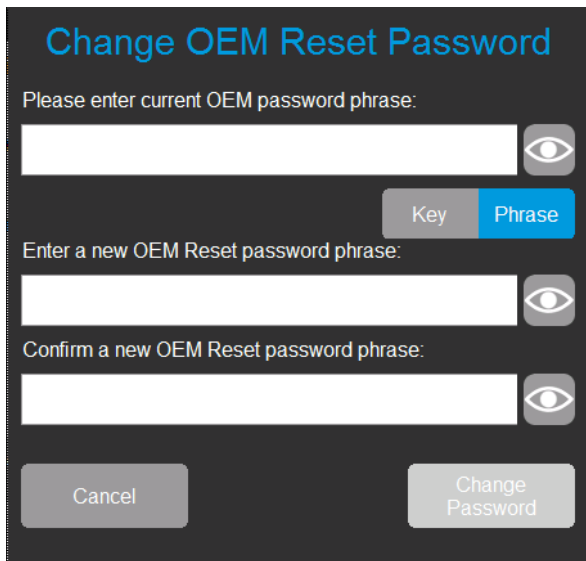 Change OEM Reset Password
Please enter current OEM password phrase:
Key Phrase
Enter a new OEM Reset password phrase:
Confirm a new OEM Reset password phrase:
Cancel
Change
Password